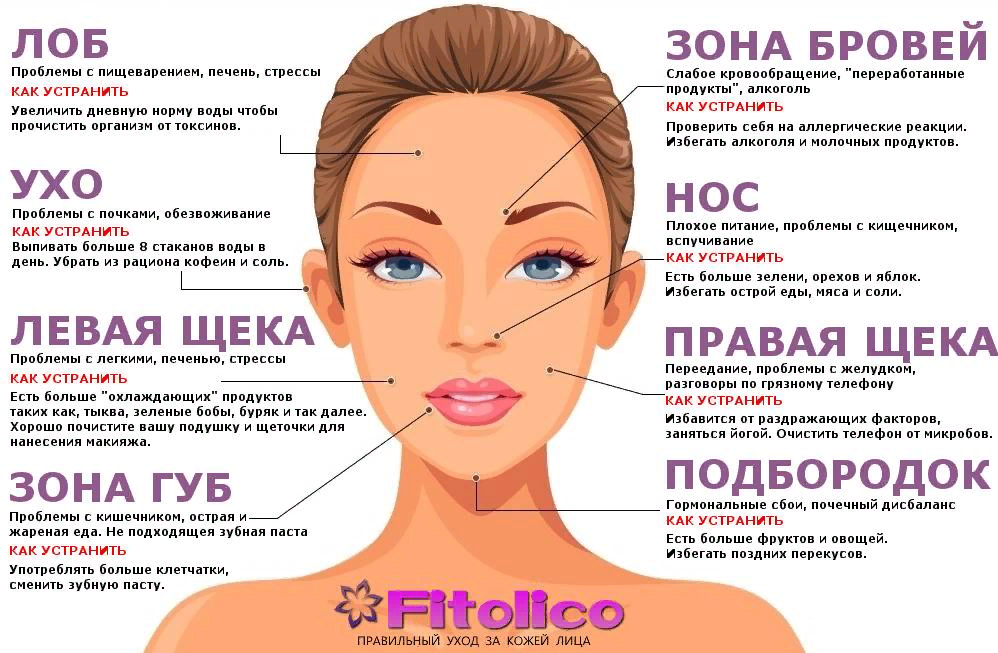 ЛОБ
Проблемы с пищеварением, печень, стрессы
КАК УСТРАНИТЬ
Увеличить дневную норму воды чтобы
прочистить организм от токсинов.
УХО
Проблемы с почками, обезвоживание
КАК УСТРАНИТЬ
Выпивать больше 8 стаканов воды в
день. Убрать из рациона кофеин и соль.
ЛЕВАЯ ЩЕКА
Проблемы с легкими, печенью, стрессы
КАК УСТРАНИТЬ
Есть больше "охлаждающих" продуктов
таких как, тыква, зеленые бобы, буряк и так далее.
Хорошо почистите вашу подушку и щеточки для
нанесения макияжа.
ЗОНА ГУБ
Проблемы с кишечником, острая и
жареная еда. Не подходящея зубная паста
КАК УСТРАНИТЬ
Употреблять больше клетчатки,
сменить зубную пасту.
ЗОНА БРОВЕЙ
Слабое кровообращение, "переработанные
продукты", алкоголь
КАК УСТРАНИТЬ
Проверить себя на аллергические реакции.
Избегать алкоголя и молочных продуктов.
НОС
Плохое питание, проблемы с кищечником,
вспучивание
КАК УСТРАНИТЬ
Есть больше зелени, орехов и яблок.
Избегать острой еды, мяса и соли.
ПРАВАЯ ЩЕКА
Переедание, проблемы с желудком,
разговоры по грязному телефону
КАК УСТРАНИТЬ
Избавится от раздражающих факторов,
заняться йогой. Очистить телефон от микробов.
ПОДБОРОДОК
Гормональные сбои, почечный дисбаланс
КАК УСТРАНИТЬ
Есть больше фруктов и овощей.
Избегать поздних перекусов.
Fitolico
ПРАВИЛЬНЫЙ УХОД ЗА КОЖЕЙ ЛИЦА